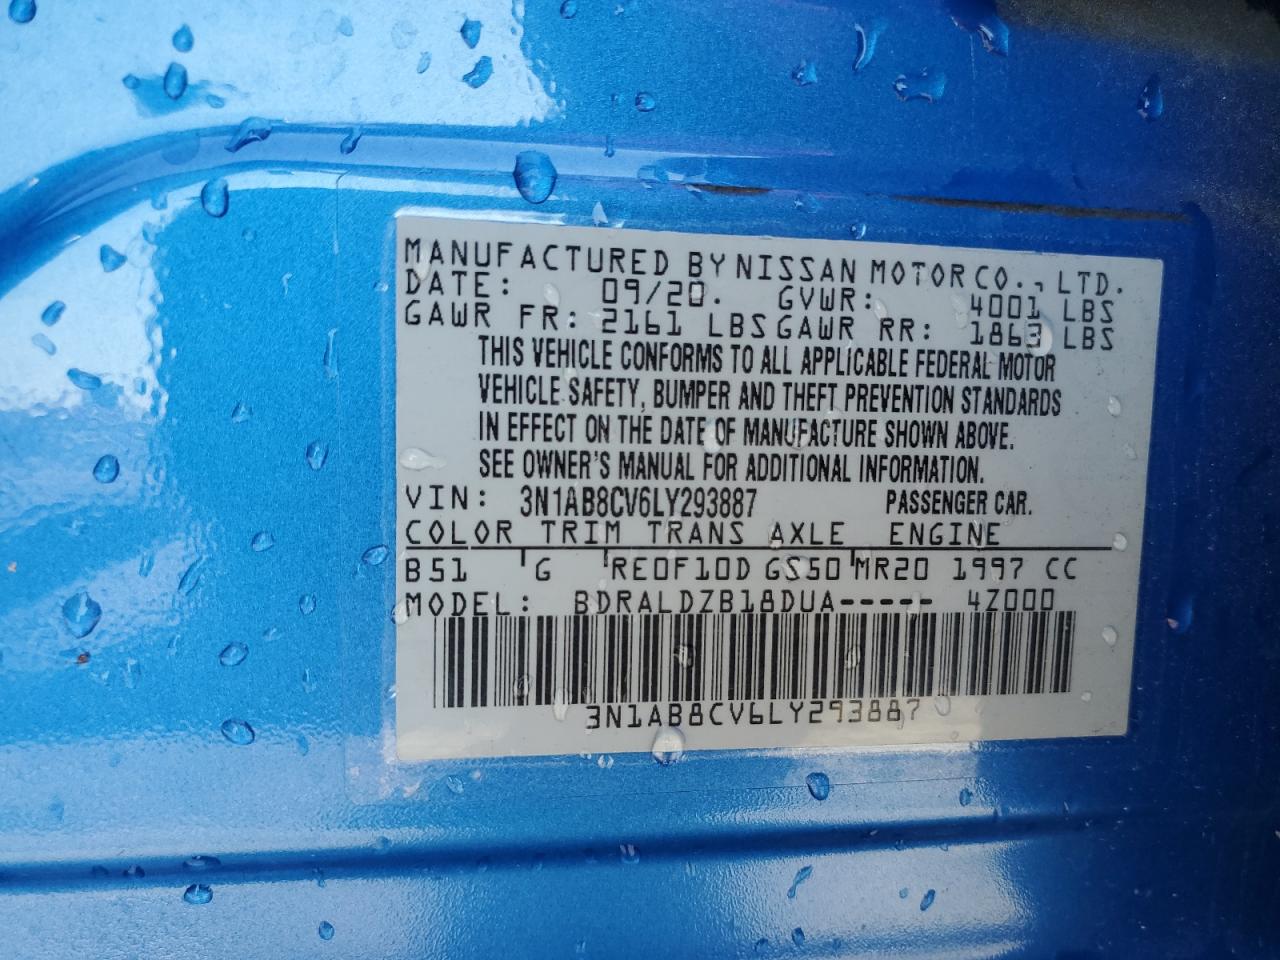 MANUFACTURED BY NISSAN MOTOR CO., LTD.
DATE: 09/20. GVWR: 4001 LBS
GAWR FR: 2161 LBS GAWR RR: 1863 LBS
THIS VEHICLE CONFORMS TO ALL APPLICABLE FEDERAL MOTOR
VEHICLE SAFETY, BUMPER AND THEFT PREVENTION STANDARDS
IN EFFECT ON THE DATE OF MANUFACTURE SHOWN ABOVE.
SEE OWNER'S MANUAL FOR ADDITIONAL INFORMATION.
VIN: 3N1AB8CV6LY293887 PASSENGER CAR.
COLOR TRIM TRANS AXLE ENGINE
B51 G RE0F10D GS50 MR20 1997 CC
MODEL: BDRALDZB18DUA----- 4Z000
3N1AB8CV6LY293887